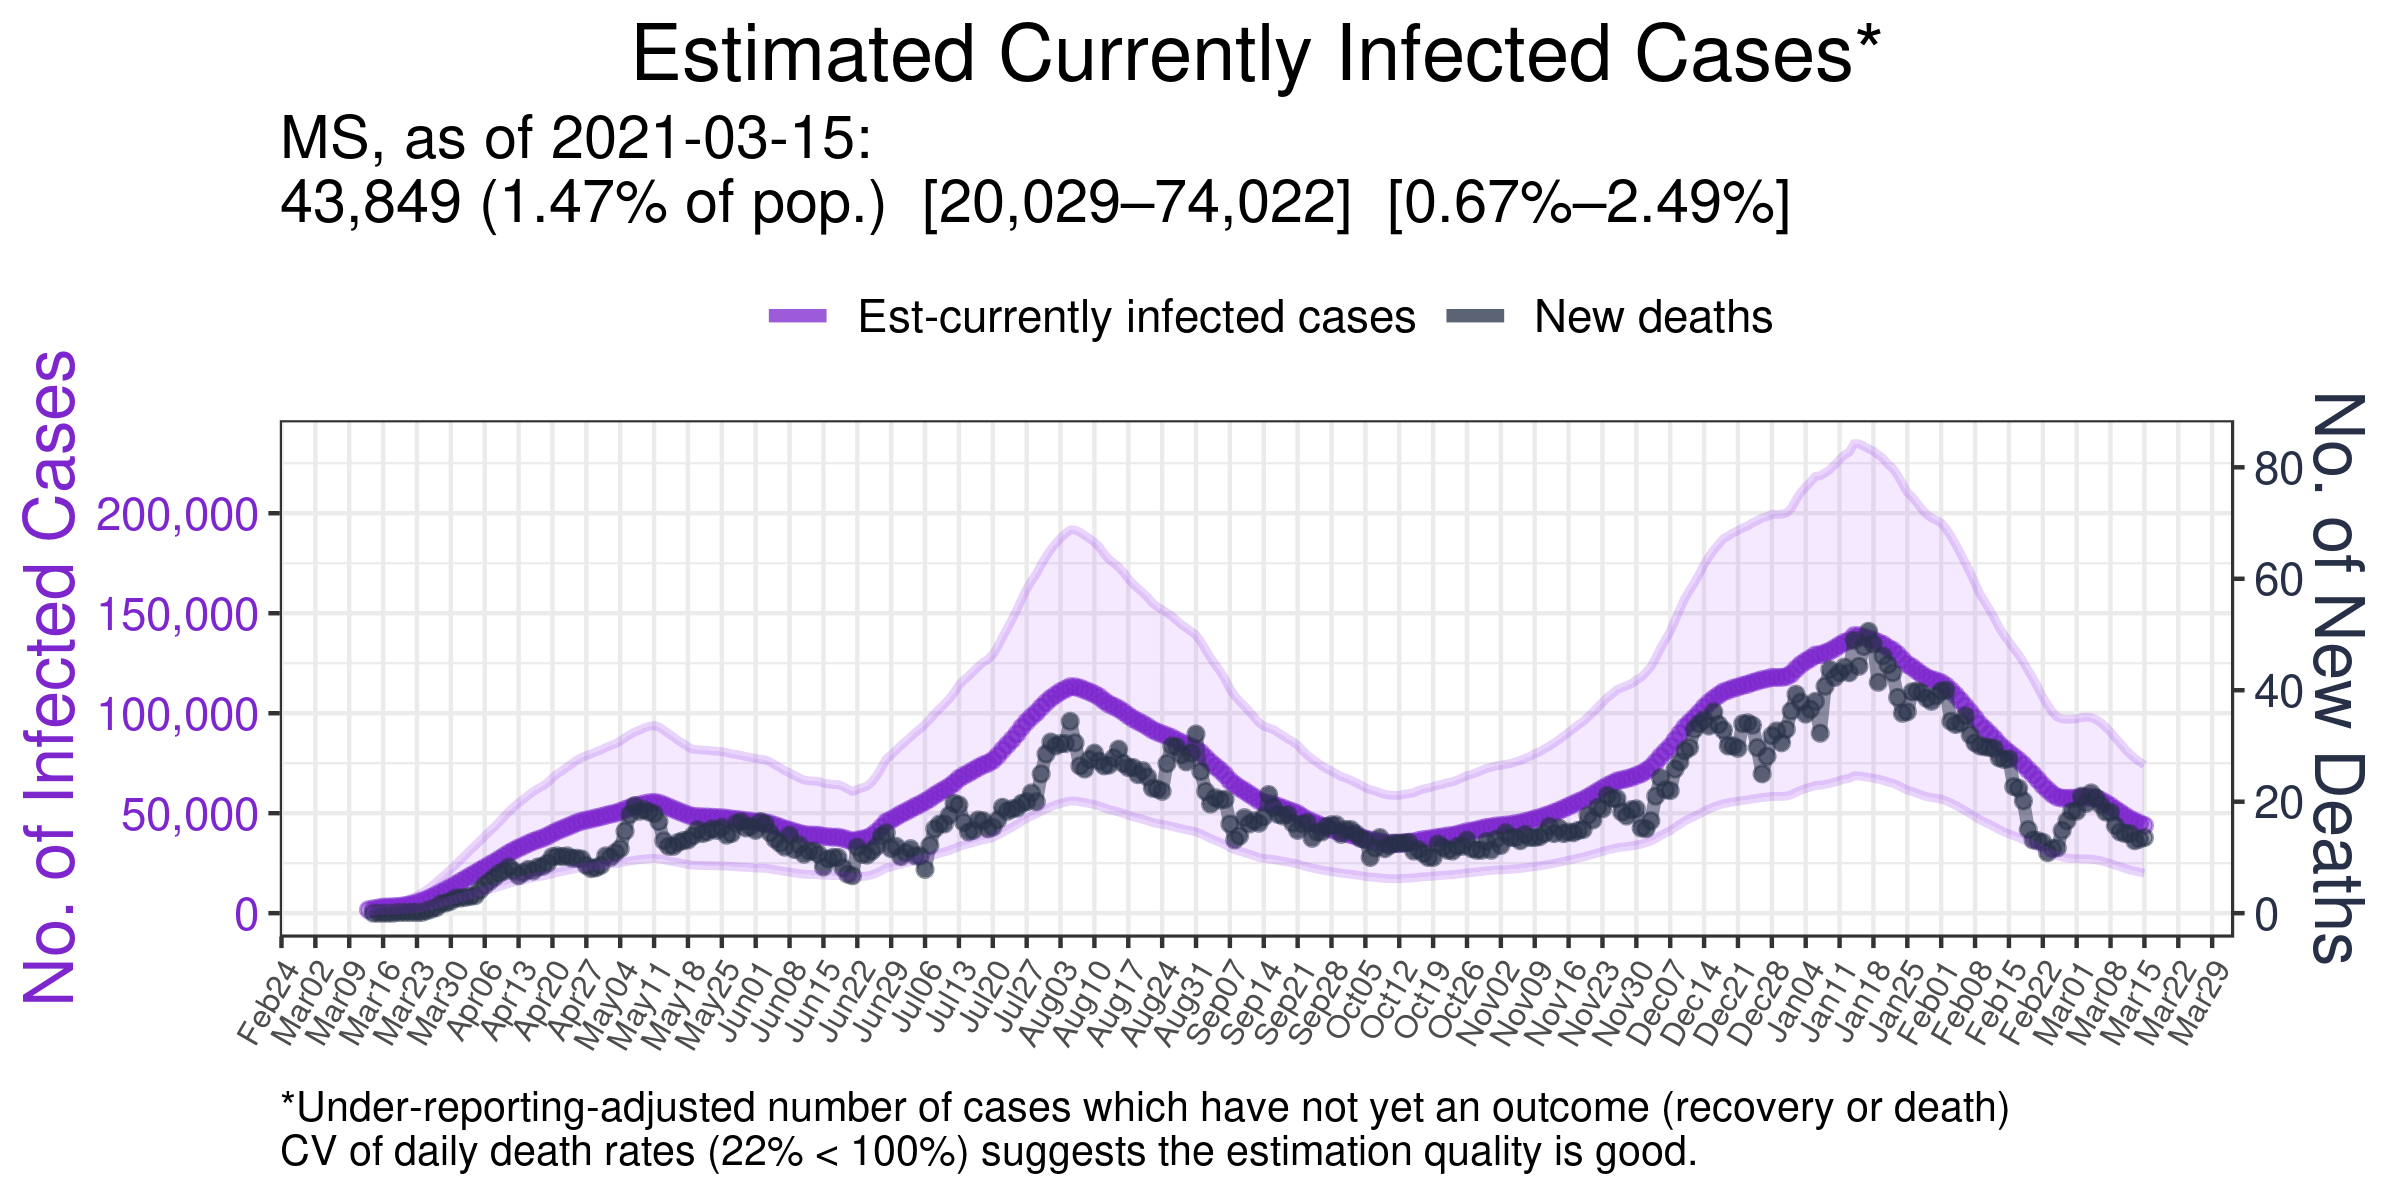 Estimated Currently Infected Cases*
MS, as of 2021-03-15:
43,849 (1.47% of pop.)  [20,029–74,022]  [0.67%–2.49%]
Est-currently infected cases
New deaths
No. of Infected Cases
200,000
150,000
100,000
50,000
0
80
60
40
20
0
No. of New Deaths
Feb24
Mar02
Mar09
Mar16
Mar23
Mar30
Apr06
Apr13
Apr20
Apr27
May04
May11
May18
May25
Jun01
Jun08
Jun15
Jun22
Jun29
Jul06
Jul13
Jul20
Jul27
Aug03
Aug10
Aug17
Aug24
Aug31
Sep07
Sep14
Sep21
Sep28
Oct05
Oct12
Oct19
Oct26
Nov02
Nov09
Nov16
Nov23
Nov30
Dec07
Dec14
Dec21
Dec28
Jan04
Jan11
Jan18
Jan25
Feb01
Feb08
Feb15
Feb22
Mar01
Mar08
Mar15
Mar22
Mar29
*Under-reporting-adjusted number of cases which have not yet an outcome (recovery or death)
CV of daily death rates (22% < 100%) suggests the estimation quality is good.